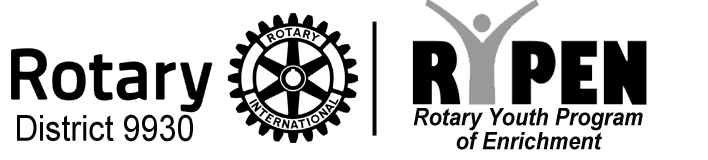 Rotary
District 9930
ROTARY
INTERNATIONAL
RYPEN
Rotary Youth Program
of Enrichment